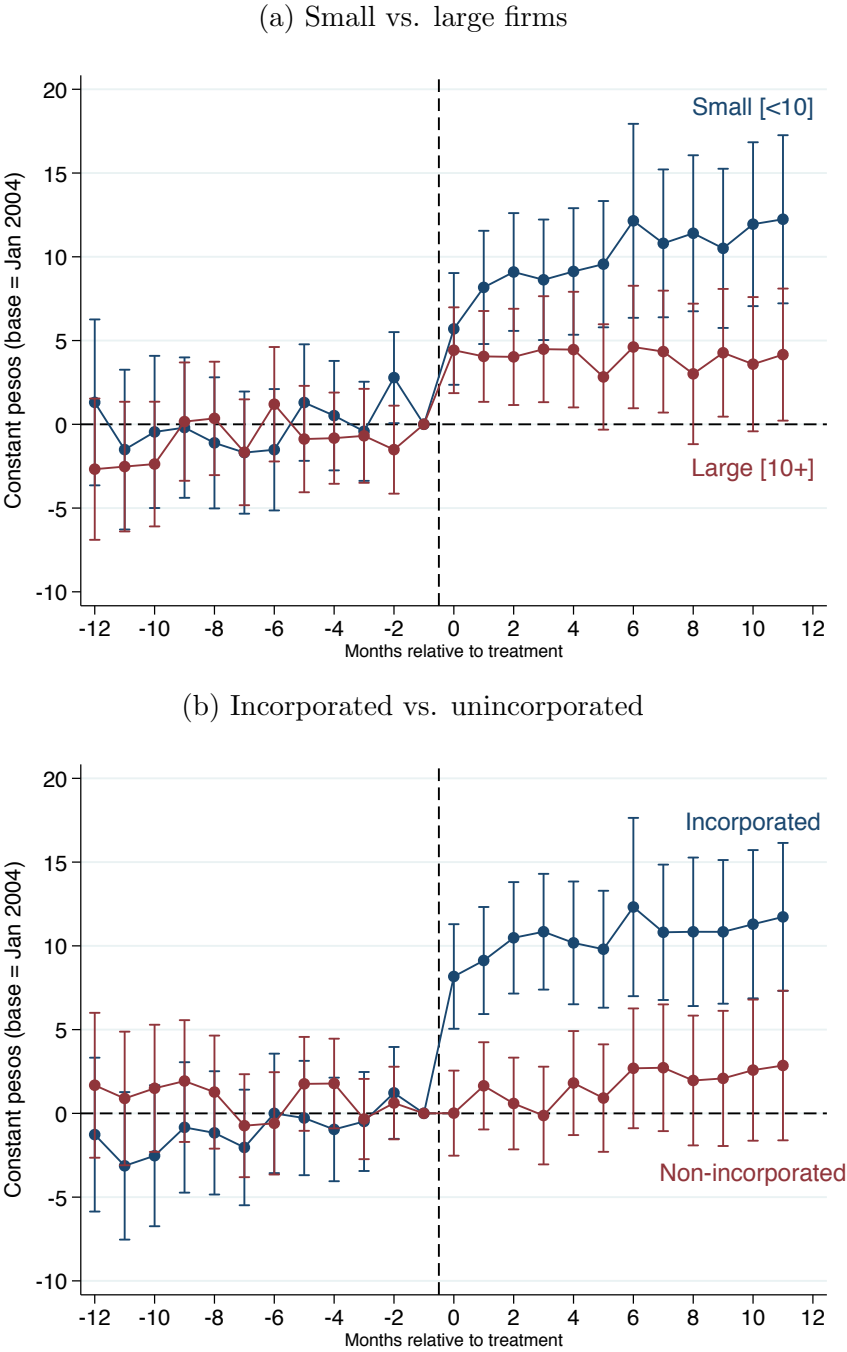 (a) Small vs. large firms
Constant pesos (base = Jan 2004)
20
15
10
5
0
-5
-10
Small [<10]
Large [10+]
-12 -10 -8 -6 -4 -2 0 2 4 6 8 10 12
Months relative to treatment
(b) Incorporated vs. unincorporated
Constant pesos (base = Jan 2004)
20
15
10
5
0
-5
-10
Incorporated
Non-incorporated
-12 -10 -8 -6 -4 -2 0 2 4 6 8 10 12
Months relative to treatment